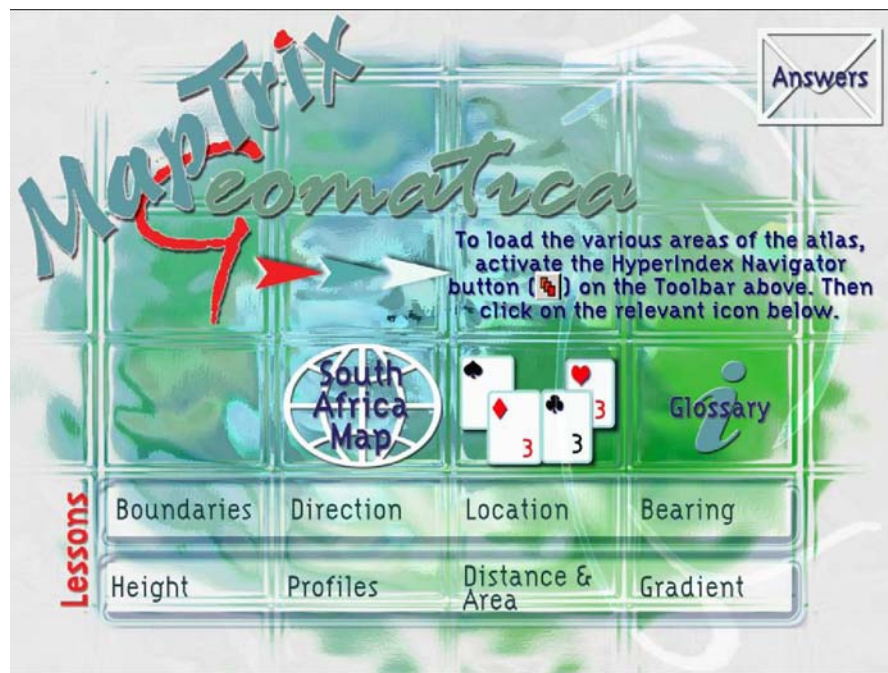 MapTrix
Geomatica
Answers
To load the various areas of the atlas,
activate the HyperIndex Navigator
button ( ) on the Toolbar above. Then
click on the relevant icon below.
South
Africa
Map
3
3
3
i
Glossary
Lessons
Boundaries
Direction
Location
Bearing
Height
Profiles
Distance &
Area
Gradient